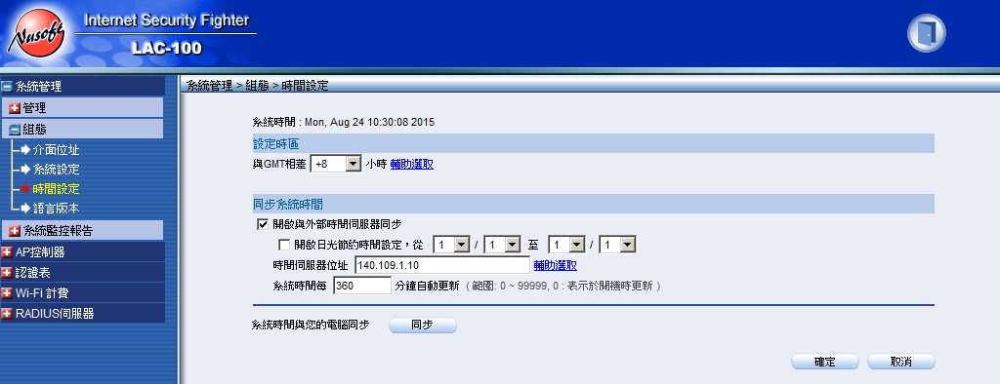 Nusoft
Internet Security Fighter
LAC-100
系統管理
管理
組態
介面位址
系統設定
時間設定
語言版本
系統監控報告
AP控制器
認證表
Wi-Fi 計費
RADIUS伺服器
系統管理 > 組態 > 時間設定
系統時間 : Mon, Aug 24 10:30:08 2015
設定時區
與GMT相差 +8 小時 輔助選取
同步系統時間
開啟與外部時間伺服器同步
開啟日光節約時間設定，從 1 / 1 至 1 / 1
時間伺服器位址 140.109.1.10 輔助選取
系統時間每 360 分鐘自動更新 ( 範圍: 0 ~ 99999, 0 : 表示於開機時更新 )
系統時間與您的電腦同步 同步
確定 取消